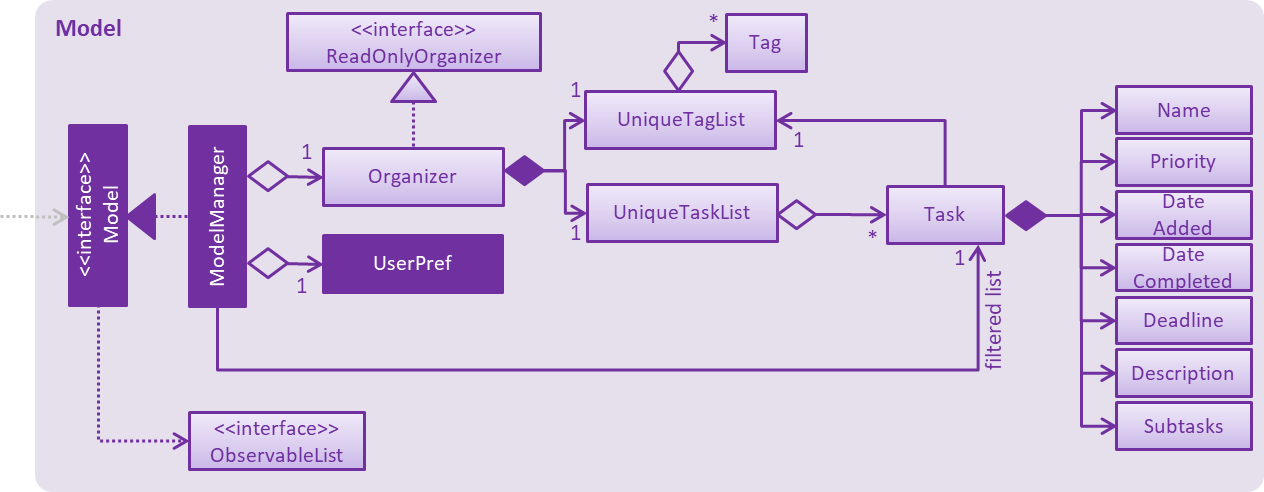 Model
<<interface>>
ReadOnlyOrganizer
*
Tag
1
UniqueTagList
1
<<interface>>
Model
ModelManager
1
Organizer
1
UserPref
UniqueTaskList
1
*
Task
1
filtered list
Name
Priority
Date
Added
Date
Completed
Deadline
Description
Subtasks
<<interface>>
ObservableList